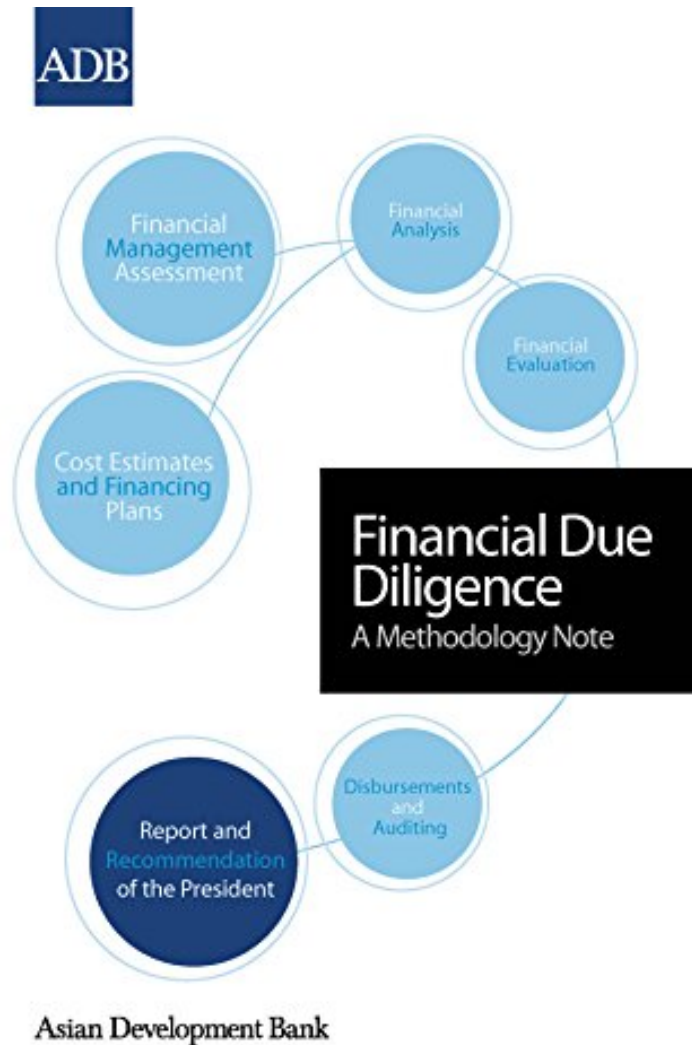 ADB
Financial
Management
Assessment
Financial
Analysis
Financial
Evaluation
Cost Estimates
and Financing
Plans
Financial Due
Diligence
A Methodology Note
Disbursements
and
Auditing
Report and
Recommendation
of the President
Asian Development Bank